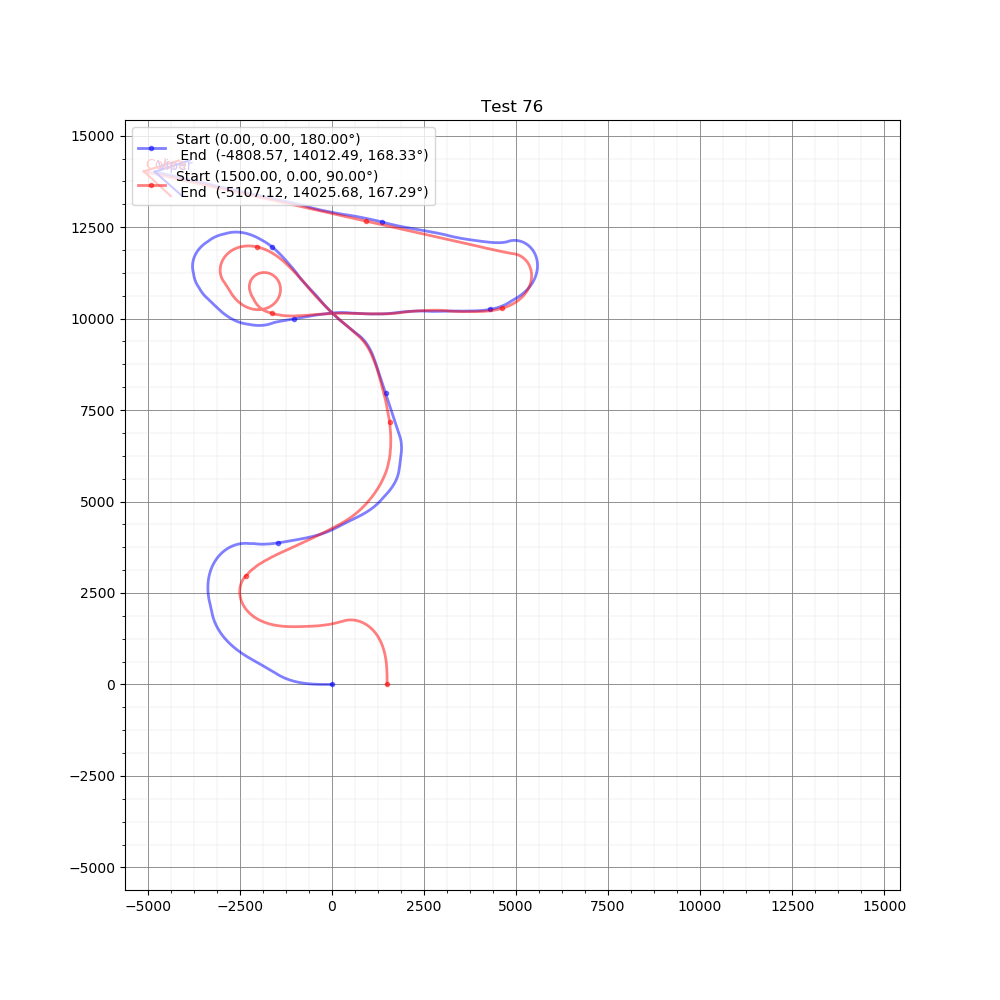 Test 76
Start (0.00, 0.00, 180.00°)
End  (-4808.57, 14012.49, 168.33°)
Start (1500.00, 0.00, 90.00°)
End  (-5107.12, 14025.68, 167.29°)
15000
12500
10000
7500
5000
2500
0
−2500
−5000
−5000 −2500 0 2500 5000 7500 10000 12500 15000